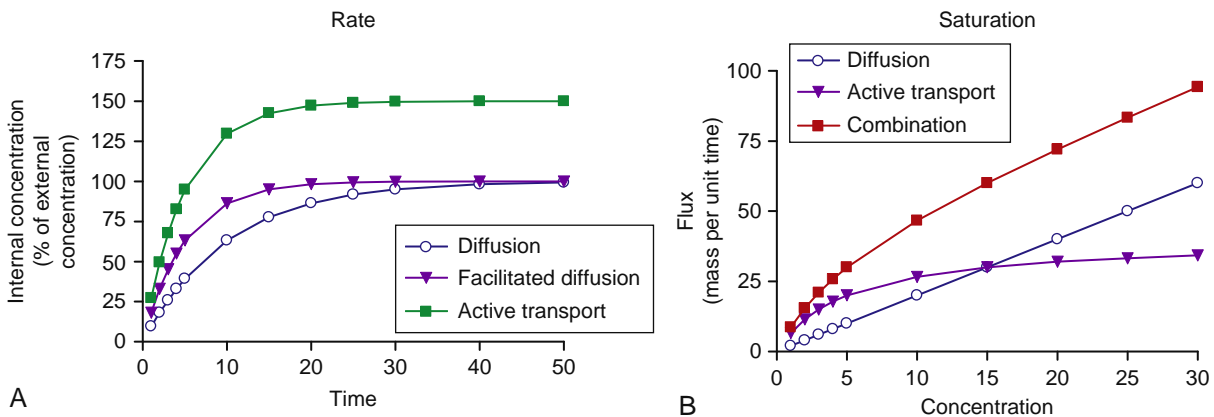 Rate
Internal concentration
(% of external
concentration)
175
150
125
100
75
50
25
0
0
10
20
30
40
50
Time
Diffusion
Facilitated diffusion
Active transport
A
Saturation
Flux
(mass per unit time)
100
75
50
25
0
0
5
10
15
20
25
30
Concentration
Diffusion
Active transport
Combination
B